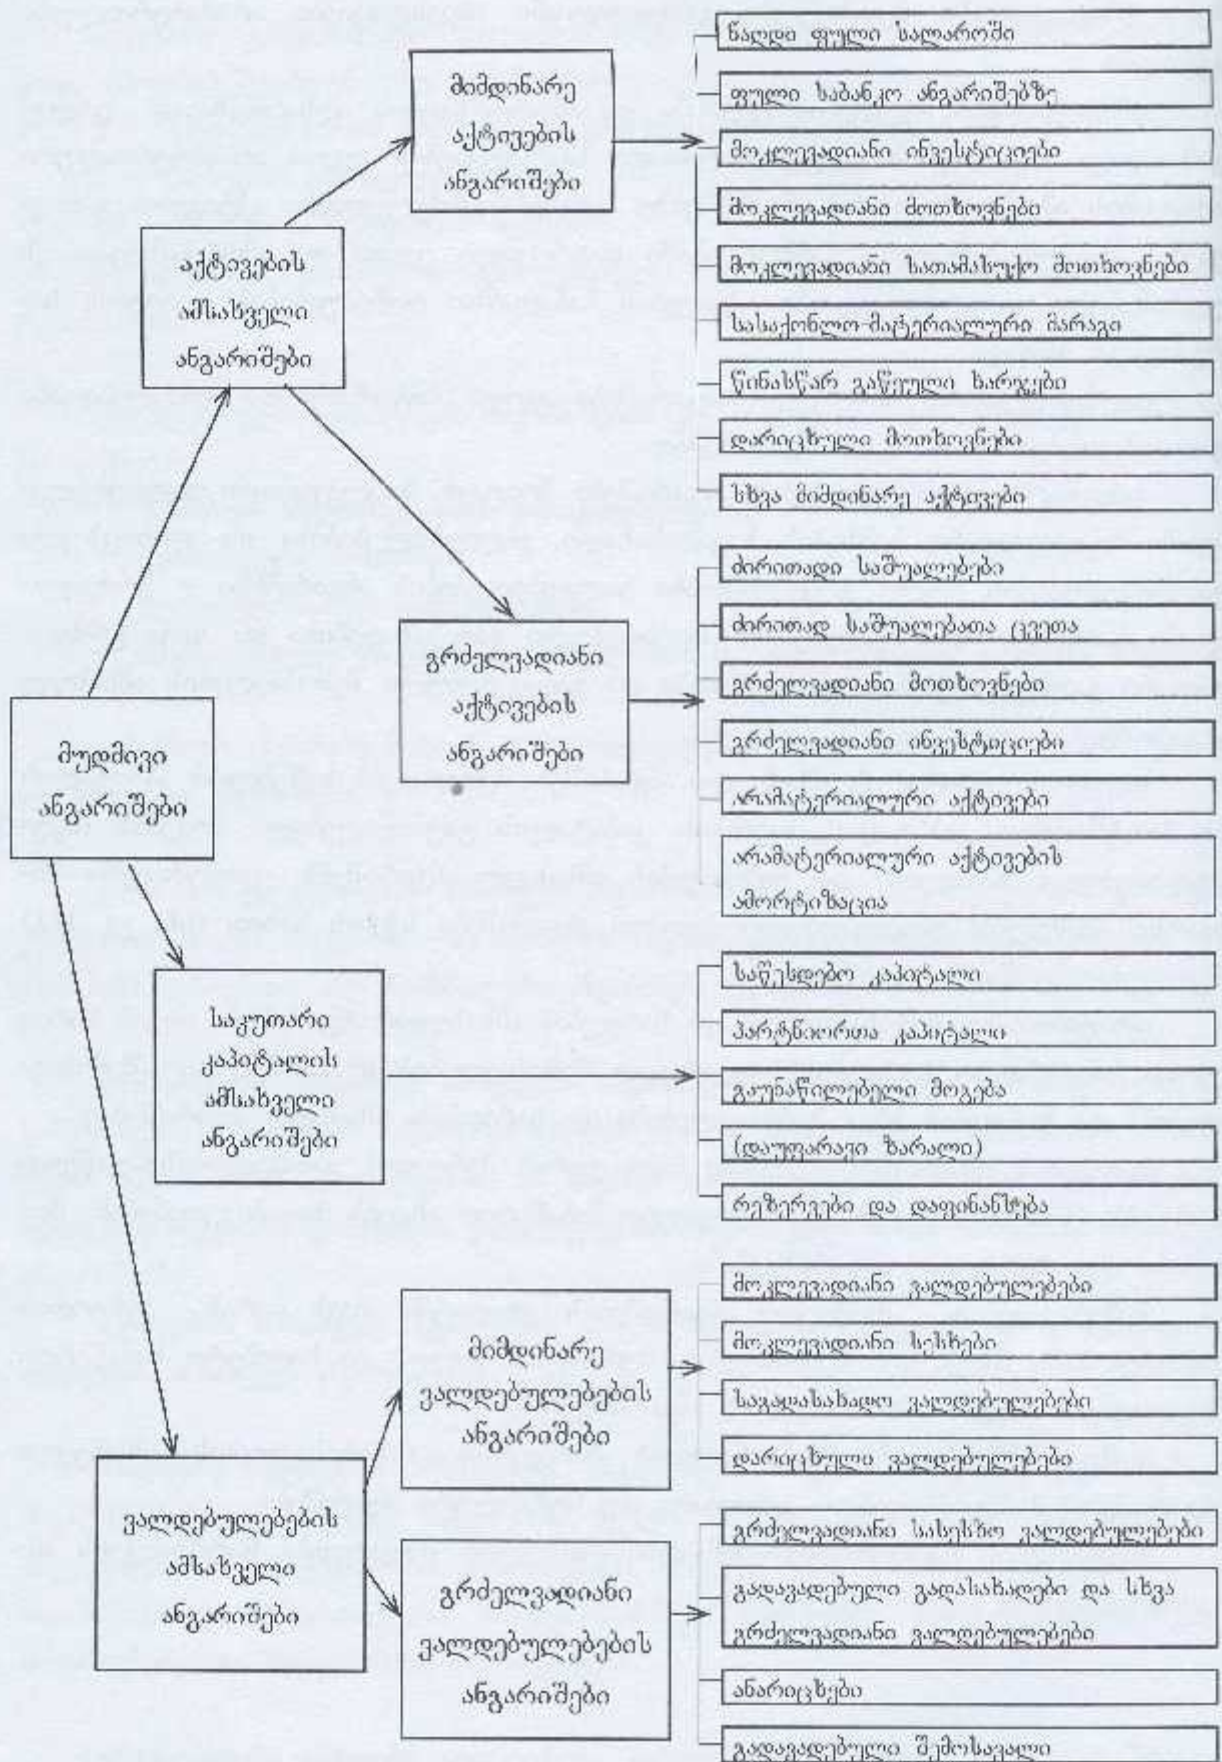 მუდმივი
ანგარიშები
აქტივების
ამსახველი
ანგარიშები
მიმდინარე
აქტივების
ანგარიშები
ნაღდი ფული სალაროში
ფული საბანკო ანგარიშებზე
მოკლევადიანი ინვესტიციები
მოკლევადიანი მოთხოვნები
მოკლევადიანი სათამასუქო მოთხოვნები
სასაქონლო-მატერიალური მარაგი
წინასწარ გაწეული ხარჯები
დარიცხული მოთხოვნები
სხვა მიმდინარე აქტივები
გრძელვადიანი
აქტივების
ანგარიშები
ძირითადი საშუალებები
ძირითად საშუალებათა ცვეთა
გრძელვადიანი მოთხოვნები
გრძელვადიანი ინვესტიციები
არამატერიალური აქტივები
არამატერიალური აქტივების
ამორტიზაცია
საკუთარი
კაპიტალის
ამსახველი
ანგარიშები
საწესდებო კაპიტალი
პარტნიორთა კაპიტალი
გაუნაწილებელი მოგება
(დაუფარავი ზარალი)
რეზერვები და დაფინანსება
ვალდებულებების
ამსახველი
ანგარიშები
მიმდინარე
ვალდებულებების
ანგარიშები
მოკლევადიანი ვალდებულებები
მოკლევადიანი სესხები
საგადასახადო ვალდებულებები
დარიცხული ვალდებულებები
გრძელვადიანი
ვალდებულებების
ანგარიშები
გრძელვადიანი სასესხო ვალდებულებები
გადავადებული გადასახადები და სხვა
გრძელვადიანი ვალდებულებები
ანარიცხები
გადავადებული შემოსავალი